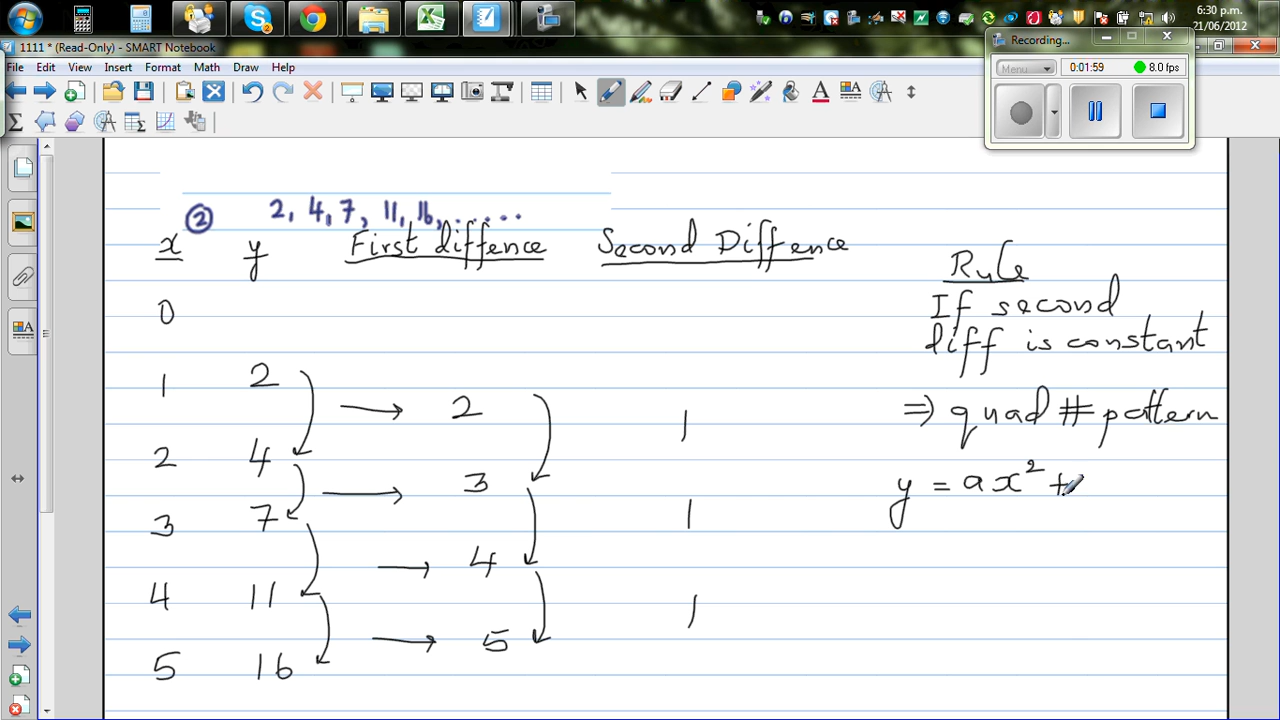 6:30 p.m.
21/06/2012
1111 * (Read-Only) - SMART Notebook
File Edit View Insert Format Math Draw Help
Recording...
Menu
0:01:59
8.0 fps
② 2, 4, 7, 11, 16, .....
x y First diffence Second Diffence
Rule
0
If second
diff is constant
1 2
2 1
⇒ quad # pattern
2 4
3
y = ax² +
3 7
1
4
4 11
1
5
5 16